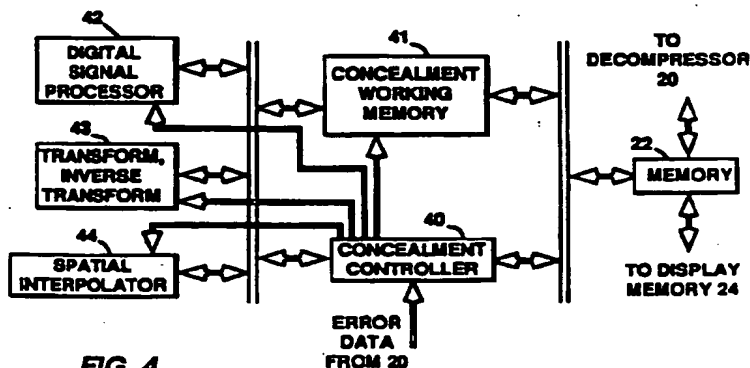 42
DIGITAL
SIGNAL
PROCESSOR
43
TRANSFORM,
INVERSE
TRANSFORM
44
SPATIAL
INTERPOLATOR
41
CONCEALMENT
WORKING
MEMORY
40
CONCEALMENT
CONTROLLER
ERROR
DATA
FROM 20
TO
DECOMPRESSOR
20
22
MEMORY
TO DISPLAY
MEMORY 24
FIG. 4